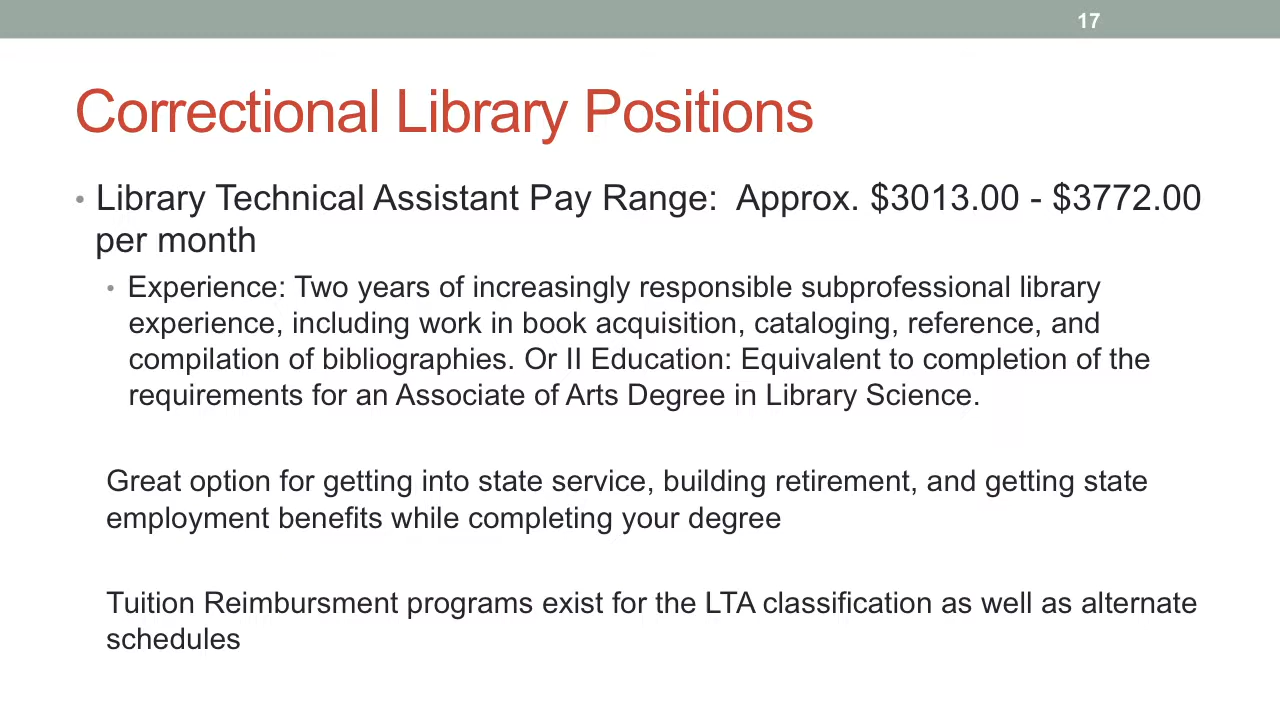 17
Correctional Library Positions
• Library Technical Assistant Pay Range:  Approx. $3013.00 - $3772.00
per month
• Experience: Two years of increasingly responsible subprofessional library
experience, including work in book acquisition, cataloging, reference, and
compilation of bibliographies. Or II Education: Equivalent to completion of the
requirements for an Associate of Arts Degree in Library Science.
Great option for getting into state service, building retirement, and getting state
employment benefits while completing your degree
Tuition Reimbursment programs exist for the LTA classification as well as alternate
schedules